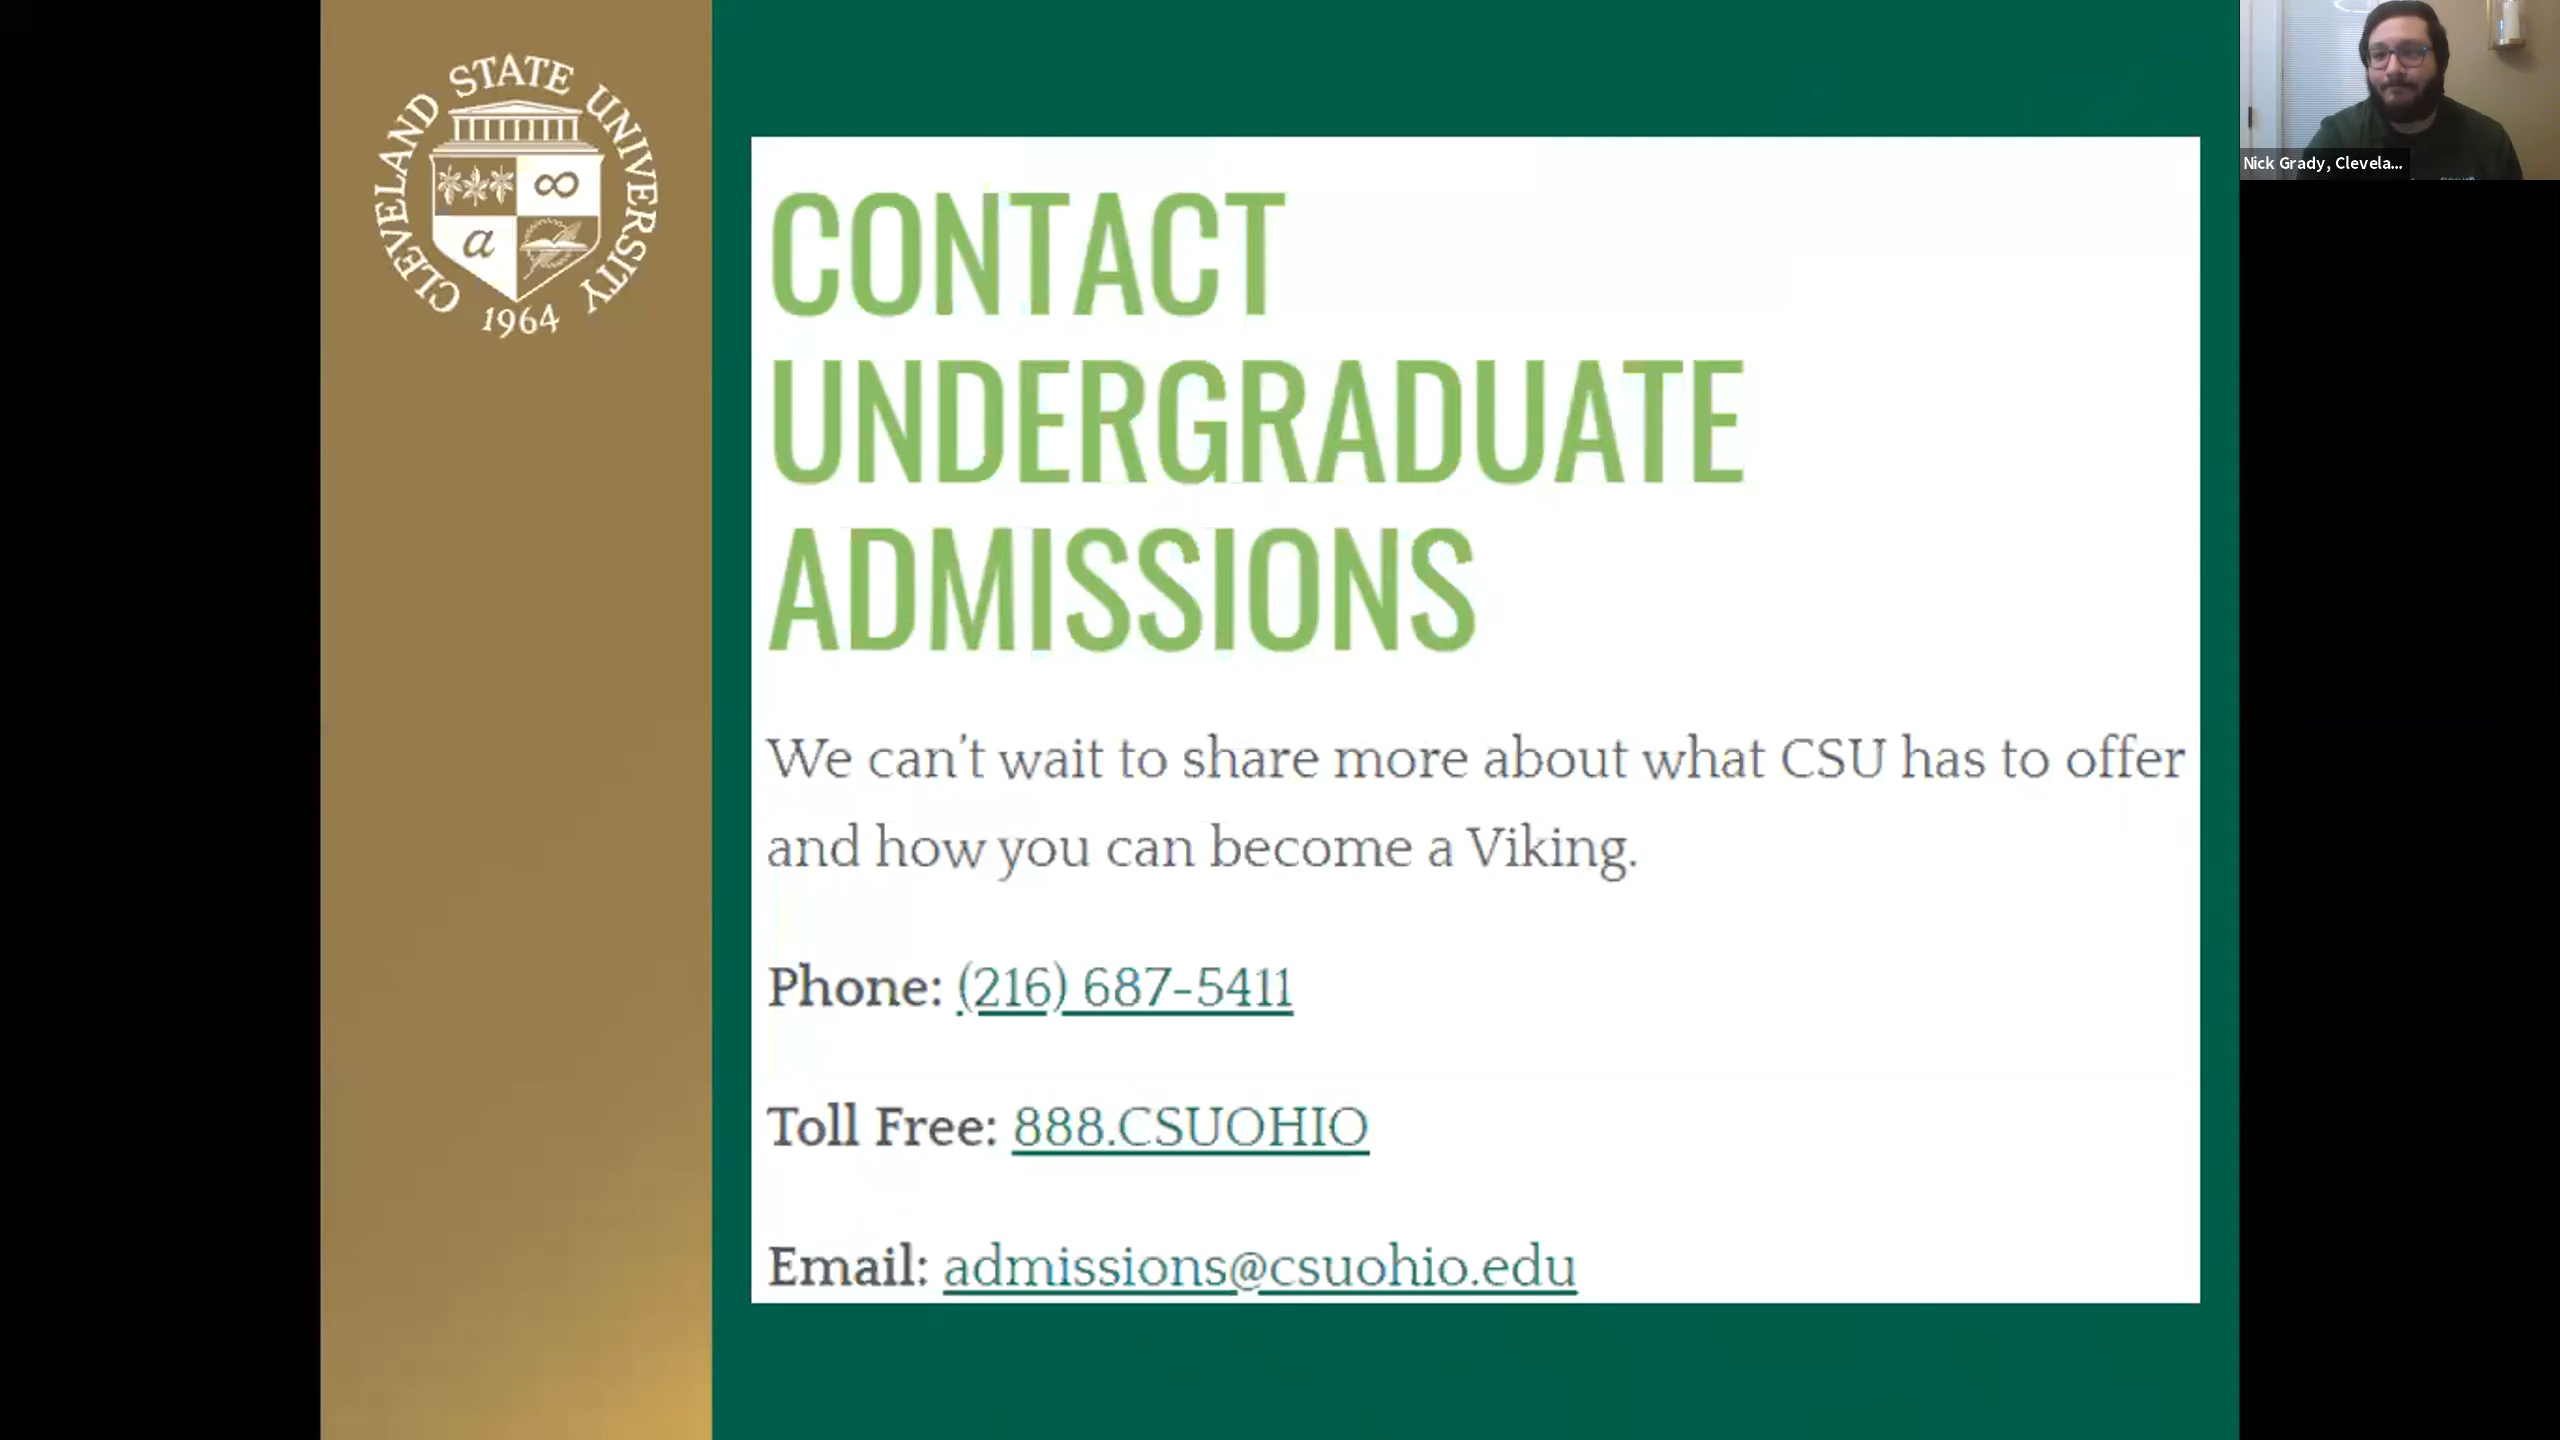 CLEVELAND STATE UNIVERSITY
∞
a
1964
CONTACT
UNDERGRADUATE
ADMISSIONS
We can't wait to share more about what CSU has to offer
and how you can become a Viking.
Phone: (216) 687-5411
Toll Free: 888.CSUOHIO
Email: admissions@csuohio.edu
Nick Grady, Clevela...